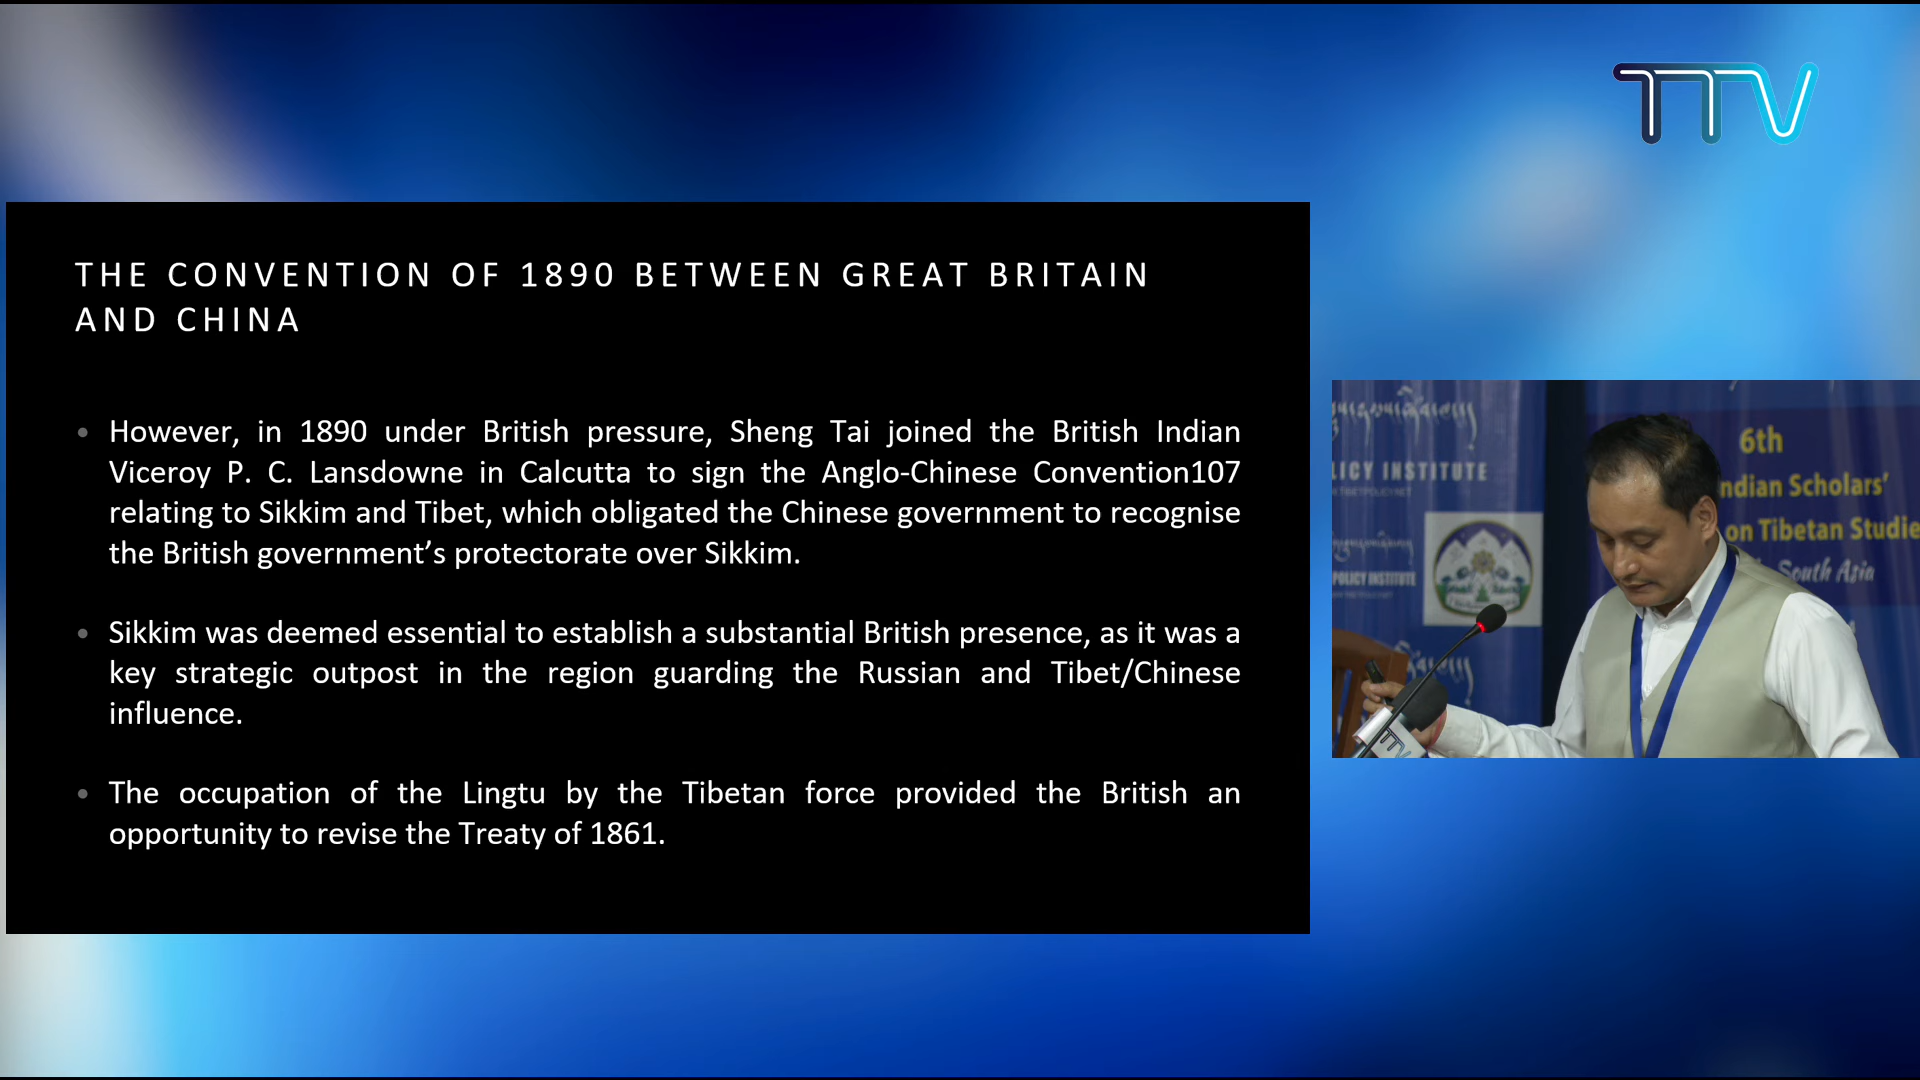 TTV
THE CONVENTION OF 1890 BETWEEN GREAT BRITAIN
AND CHINA
• However, in 1890 under British pressure, Sheng Tai joined the British Indian
Viceroy P. C. Lansdowne in Calcutta to sign the Anglo-Chinese Convention107
relating to Sikkim and Tibet, which obligated the Chinese government to recognise
the British government’s protectorate over Sikkim.
• Sikkim was deemed essential to establish a substantial British presence, as it was a
key strategic outpost in the region guarding the Russian and Tibet/Chinese
influence.
• The occupation of the Lingtu by the Tibetan force provided the British an
opportunity to revise the Treaty of 1861.
LICY INSTITUTE
POLICY INSTITUTE
6th
ndian Scholars’
on Tibetan Studie
South Asia
TTV